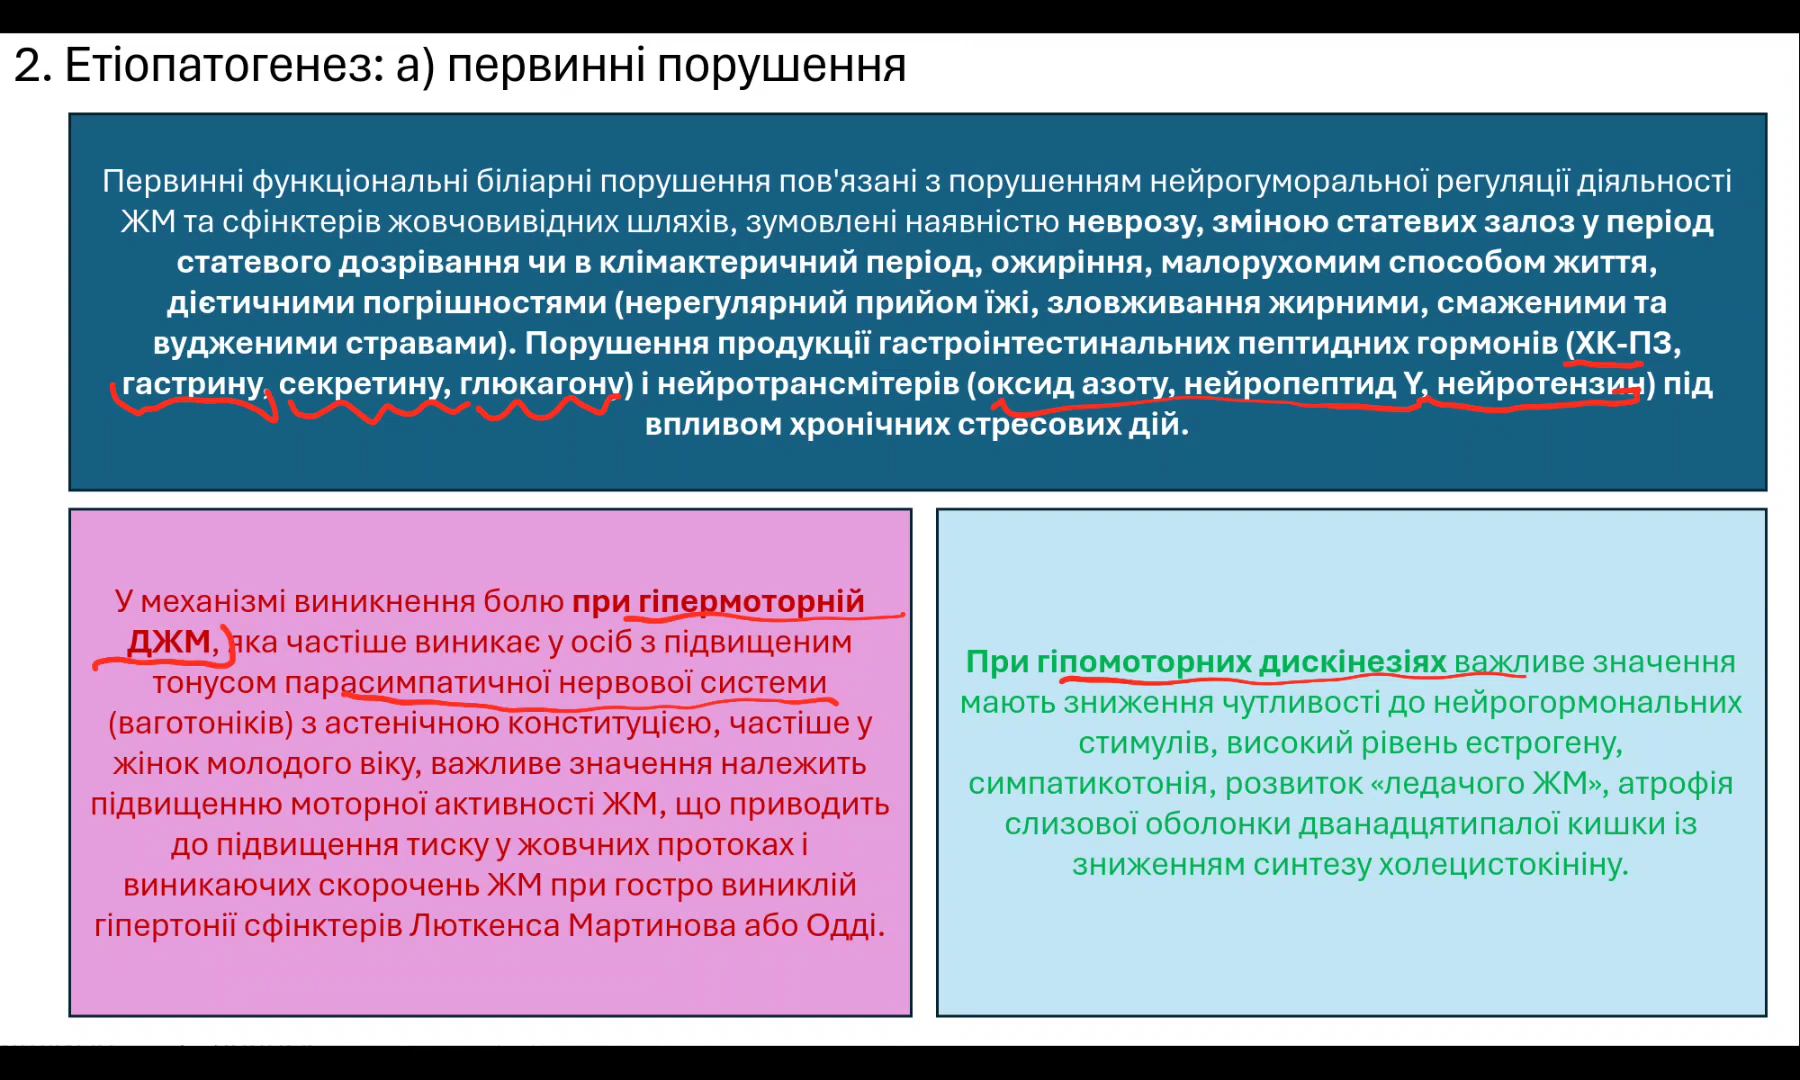 2. Етіопатогенез: а) первинні порушення
Первинні функціональні біліарні порушення пов'язані з порушенням нейрогуморальної регуляції діяльності
ЖМ та сфінктерів жовчовивідних шляхів, зумовлені наявністю неврозу, зміною статевих залоз у період
статевого дозрівання чи в клімактеричний період, ожиріння, малорухомим способом життя,
дієтичними погрішностями (нерегулярний прийом їжі, зловживання жирними, смаженими та
вудженими стравами). Порушення продукції гастроінтестинальних пептидних гормонів (ХК-ПЗ,
гастрину, секретину, глюкагону) і нейротрансмітерів (оксид азоту, нейропептид Y, нейротензин) під
впливом хронічних стресових дій.
У механізмі виникнення болю при гіпермоторній
ДЖМ, яка частіше виникає у осіб з підвищеним
тонусом парасимпатичної нервової системи
(ваготоніків) з астенічною конституцією, частіше у
жінок молодого віку, важливе значення належить
підвищенню моторної активності ЖМ, що приводить
до підвищення тиску у жовчних протоках і
виникаючих скорочень ЖМ при гостро виниклій
гіпертонії сфінктерів Люткенса Мартинова або Одді.
При гіпомоторних дискінезіях важливе значення
мають зниження чутливості до нейрогормональних
стимулів, високий рівень естрогену,
симпатикотонія, розвиток «ледачого ЖМ», атрофія
слизової оболонки дванадцятипалої кишки із
зниженням синтезу холецистокініну.